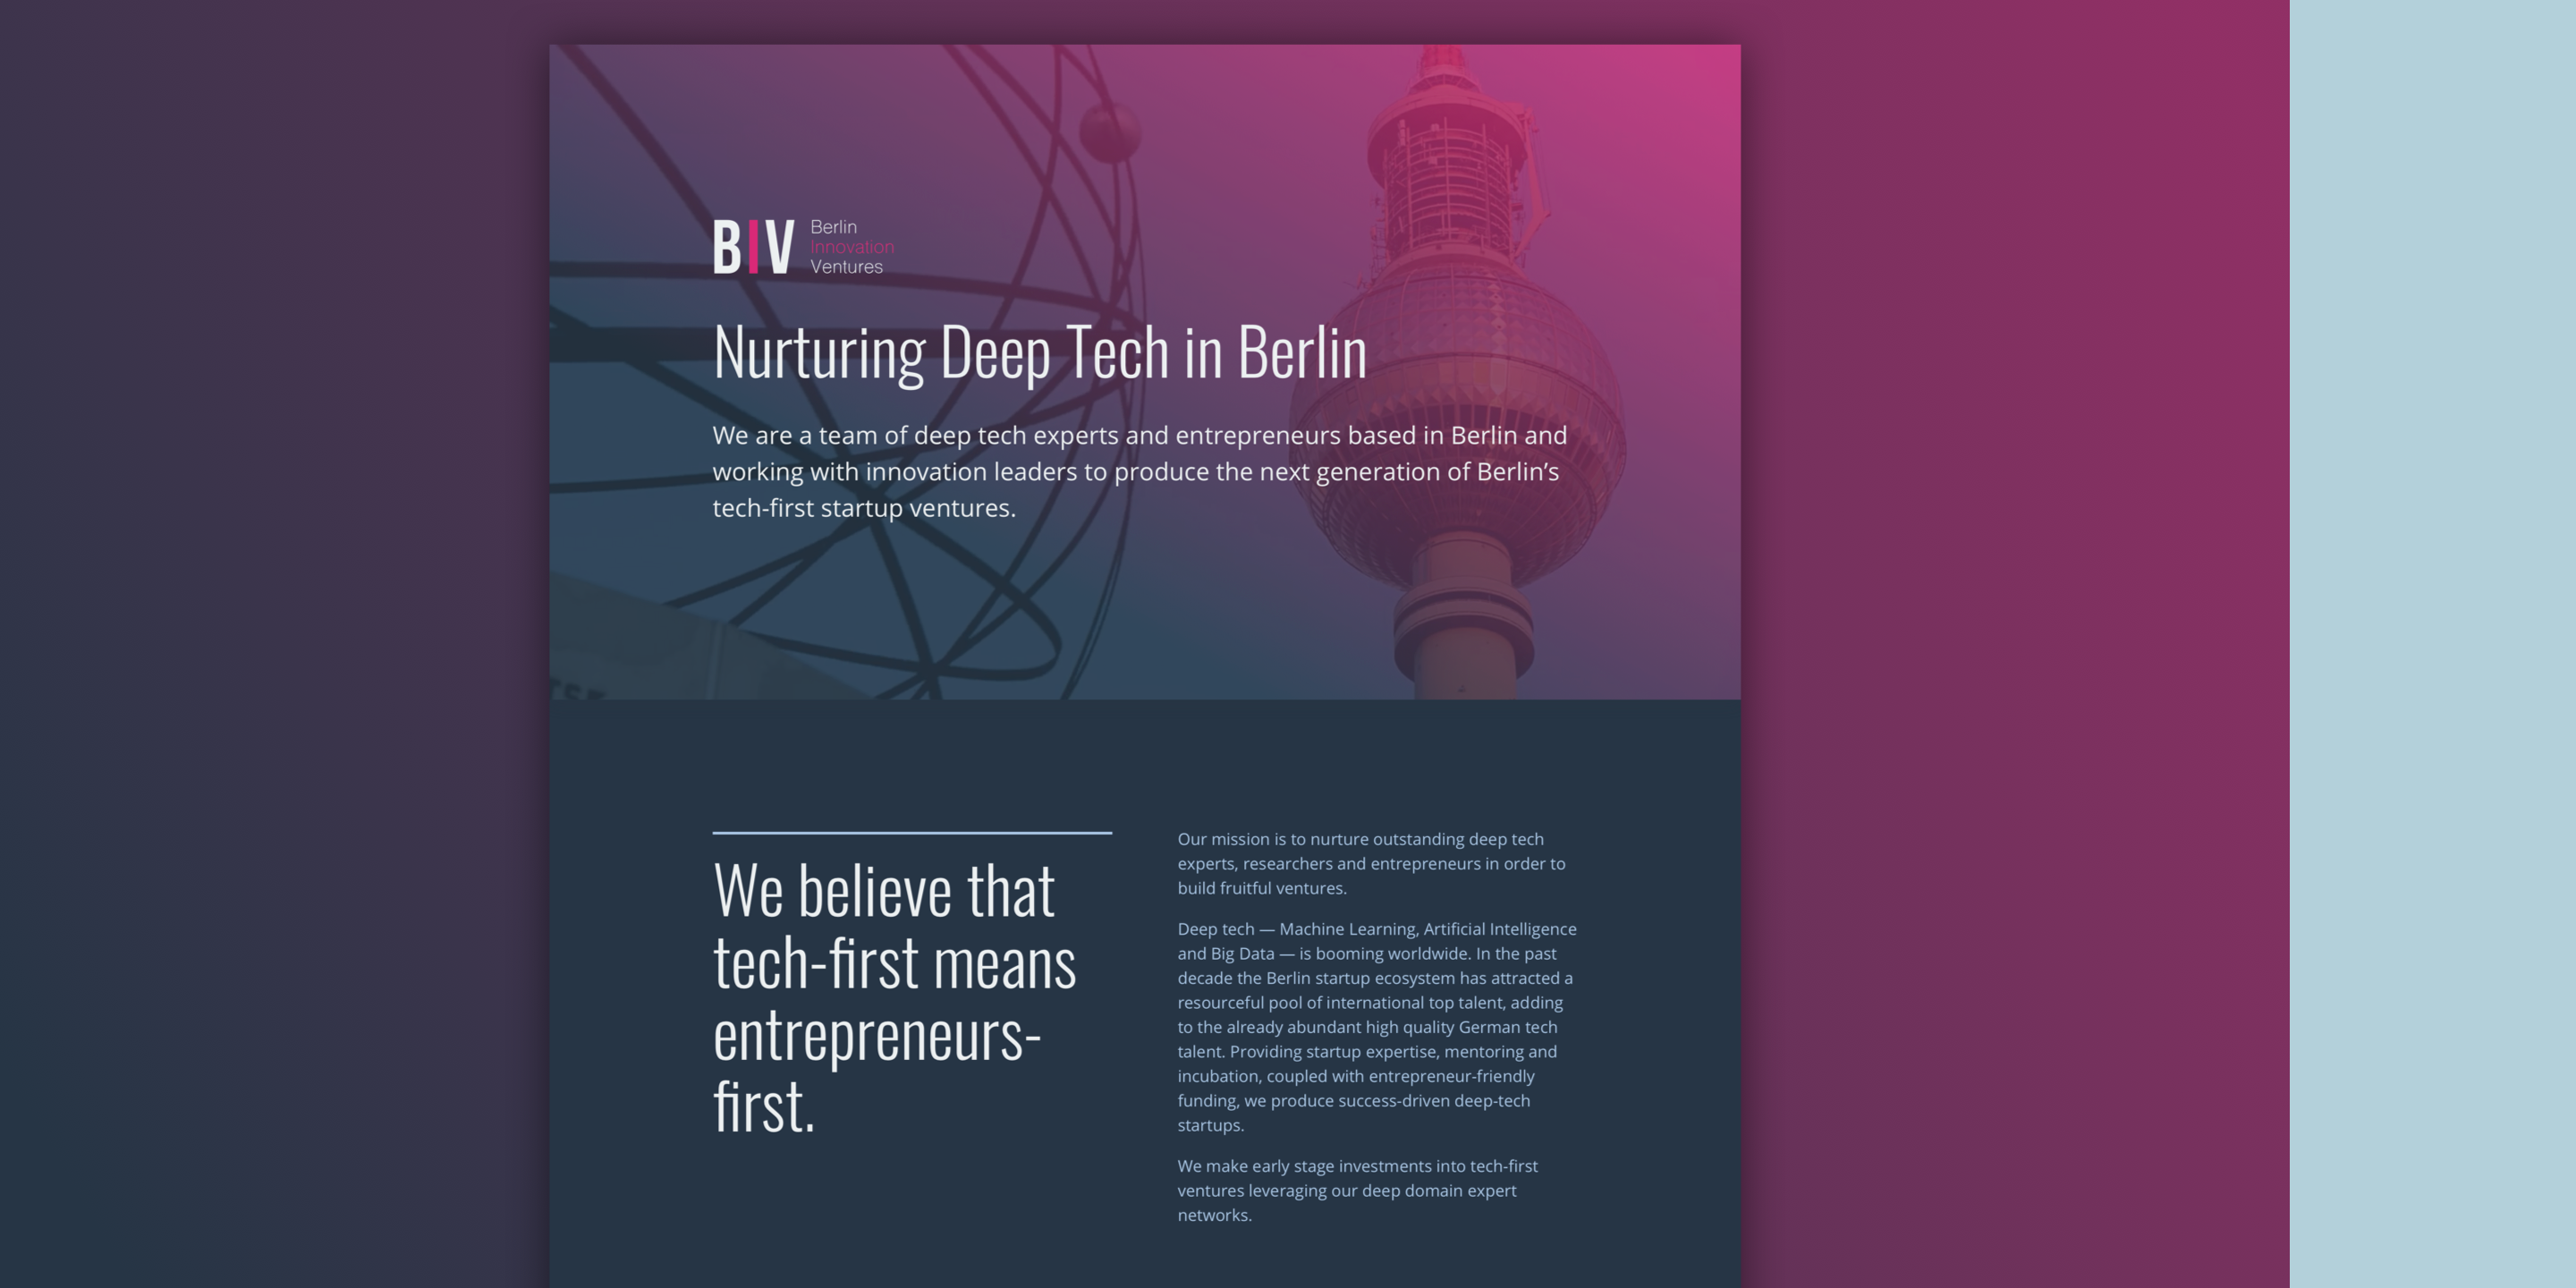 BIV
Berlin
Innovation
Ventures
Nurturing Deep Tech in Berlin
We are a team of deep tech experts and entrepreneurs based in Berlin and
working with innovation leaders to produce the next generation of Berlin’s
tech-first startup ventures.
We believe that
tech-first means
entrepreneurs-
first.
Our mission is to nurture outstanding deep tech
experts, researchers and entrepreneurs in order to
build fruitful ventures.
Deep tech — Machine Learning, Artificial Intelligence
and Big Data — is booming worldwide. In the past
decade the Berlin startup ecosystem has attracted a
resourceful pool of international top talent, adding
to the already abundant high quality German tech
talent. Providing startup expertise, mentoring and
incubation, coupled with entrepreneur-friendly
funding, we produce success-driven deep-tech
startups.
We make early stage investments into tech-first
ventures leveraging our deep domain expert
networks.